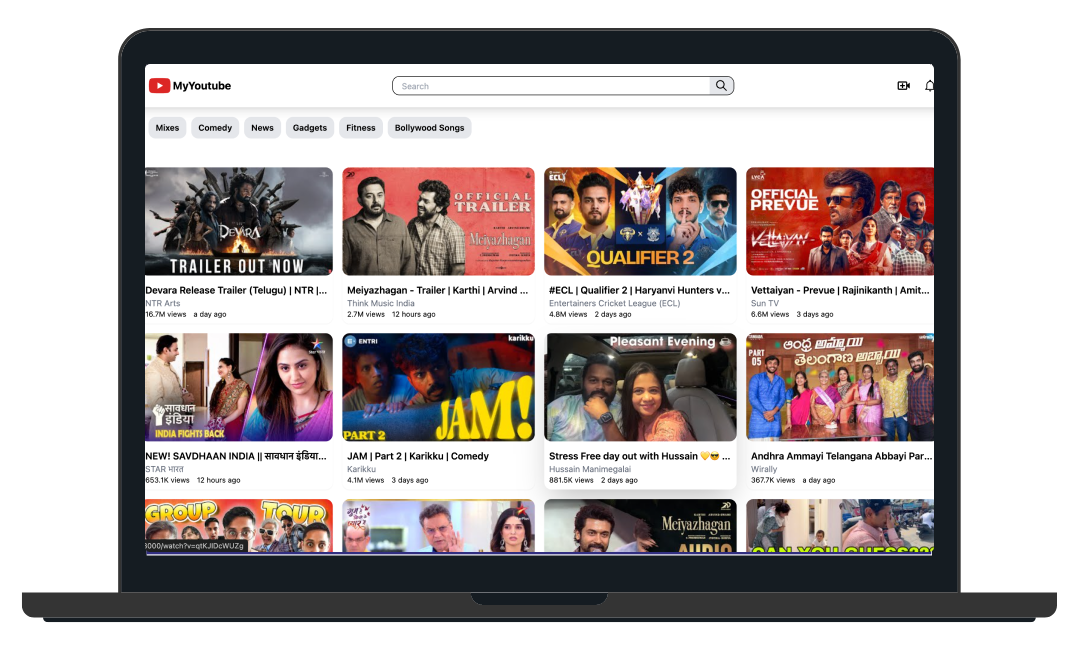 MyYoutube
Search
Mixes Comedy News Gadgets Fitness Bollywood Songs
DEVARA
TRAILER OUT NOW
OFFICIAL
TRAILER
Meiyazhagan
ECL
X
QUALIFIER 2
LYCA
OFFICIAL
PREVUE
VETTAIYAN
Devara Release Trailer (Telugu) | NTR |...
NTR Arts
16.7M views a day ago
Meiyazhagan - Trailer | Karthi | Arvind ...
Think Music India
2.7M views 12 hours ago
#ECL | Qualifier 2 | Haryanvi Hunters v...
Entertainers Cricket League (ECL)
4.8M views 2 days ago
Vettaiyan - Prevue | Rajinikanth | Amit...
Sun TV
6.6M views 3 days ago
सावधान
इंडिया
INDIA FIGHTS BACK
ENTRI
karikku
JAM!
PART 2
Pleasant Evening
PART
05
ఆంధ్ర అమ్మాయి
తెలంగాణ అబ్బాయి
NEW! SAVDHAAN INDIA || सावधान इंडिया...
STAR भारत
653.1K views 12 hours ago
JAM | Part 2 | Karikku | Comedy
Karikku
4.1M views 3 days ago
Stress Free day out with Hussain 💛😎 ...
Hussain Manimegalai
881.5K views 2 days ago
Andhra Ammayi Telangana Abbayi Par...
Wirally
367.7K views a day ago
GROUP TOUR
3000/watch?v=qtKJIDcWUZg
Meiyazhagan
AUDIO
CAN YOU GUESS???